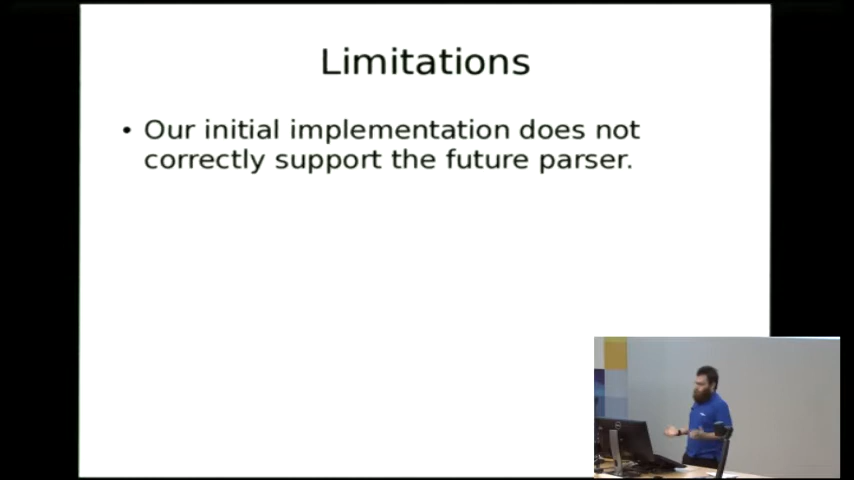 Limitations
• Our initial implementation does not
correctly support the future parser.